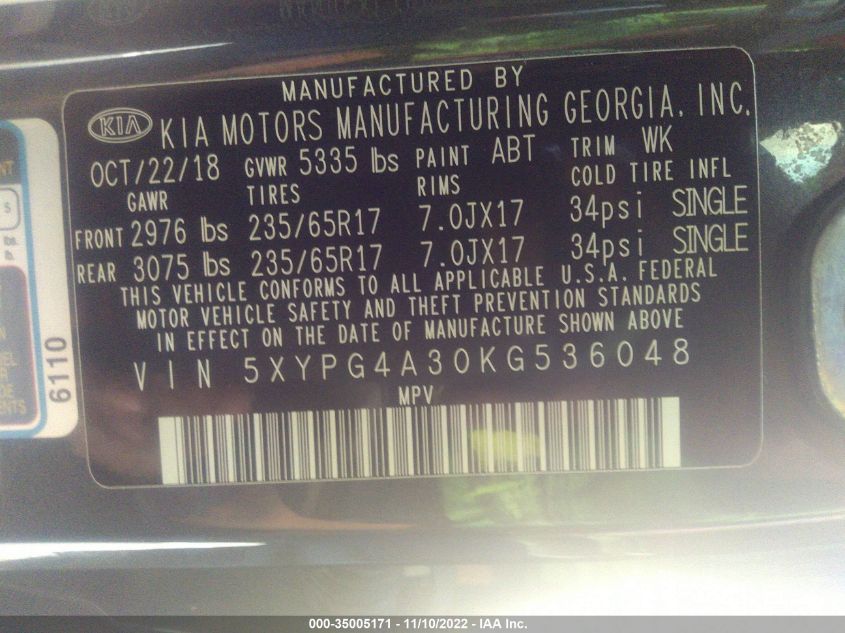 MANUFACTURED BY
KIA KIA MOTORS MANUFACTURING GEORGIA, INC.
OCT/22/18 GVWR 5335 lbs PAINT ABT TRIM WK
GAWR TIRES RIMS COLD TIRE INFL
FRONT 2976 lbs 235/65R17 7.0JX17 34psi SINGLE
REAR 3075 lbs 235/65R17 7.0JX17 34psi SINGLE
THIS VEHICLE CONFORMS TO ALL APPLICABLE U.S.A. FEDERAL
MOTOR VEHICLE SAFETY AND THEFT PREVENTION STANDARDS
IN EFFECT ON THE DATE OF MANUFACTURE SHOWN ABOVE
VIN 5XYPG4A30KG536048
MPV
6110
000-35005171 - 11/10/2022 - IAA Inc.